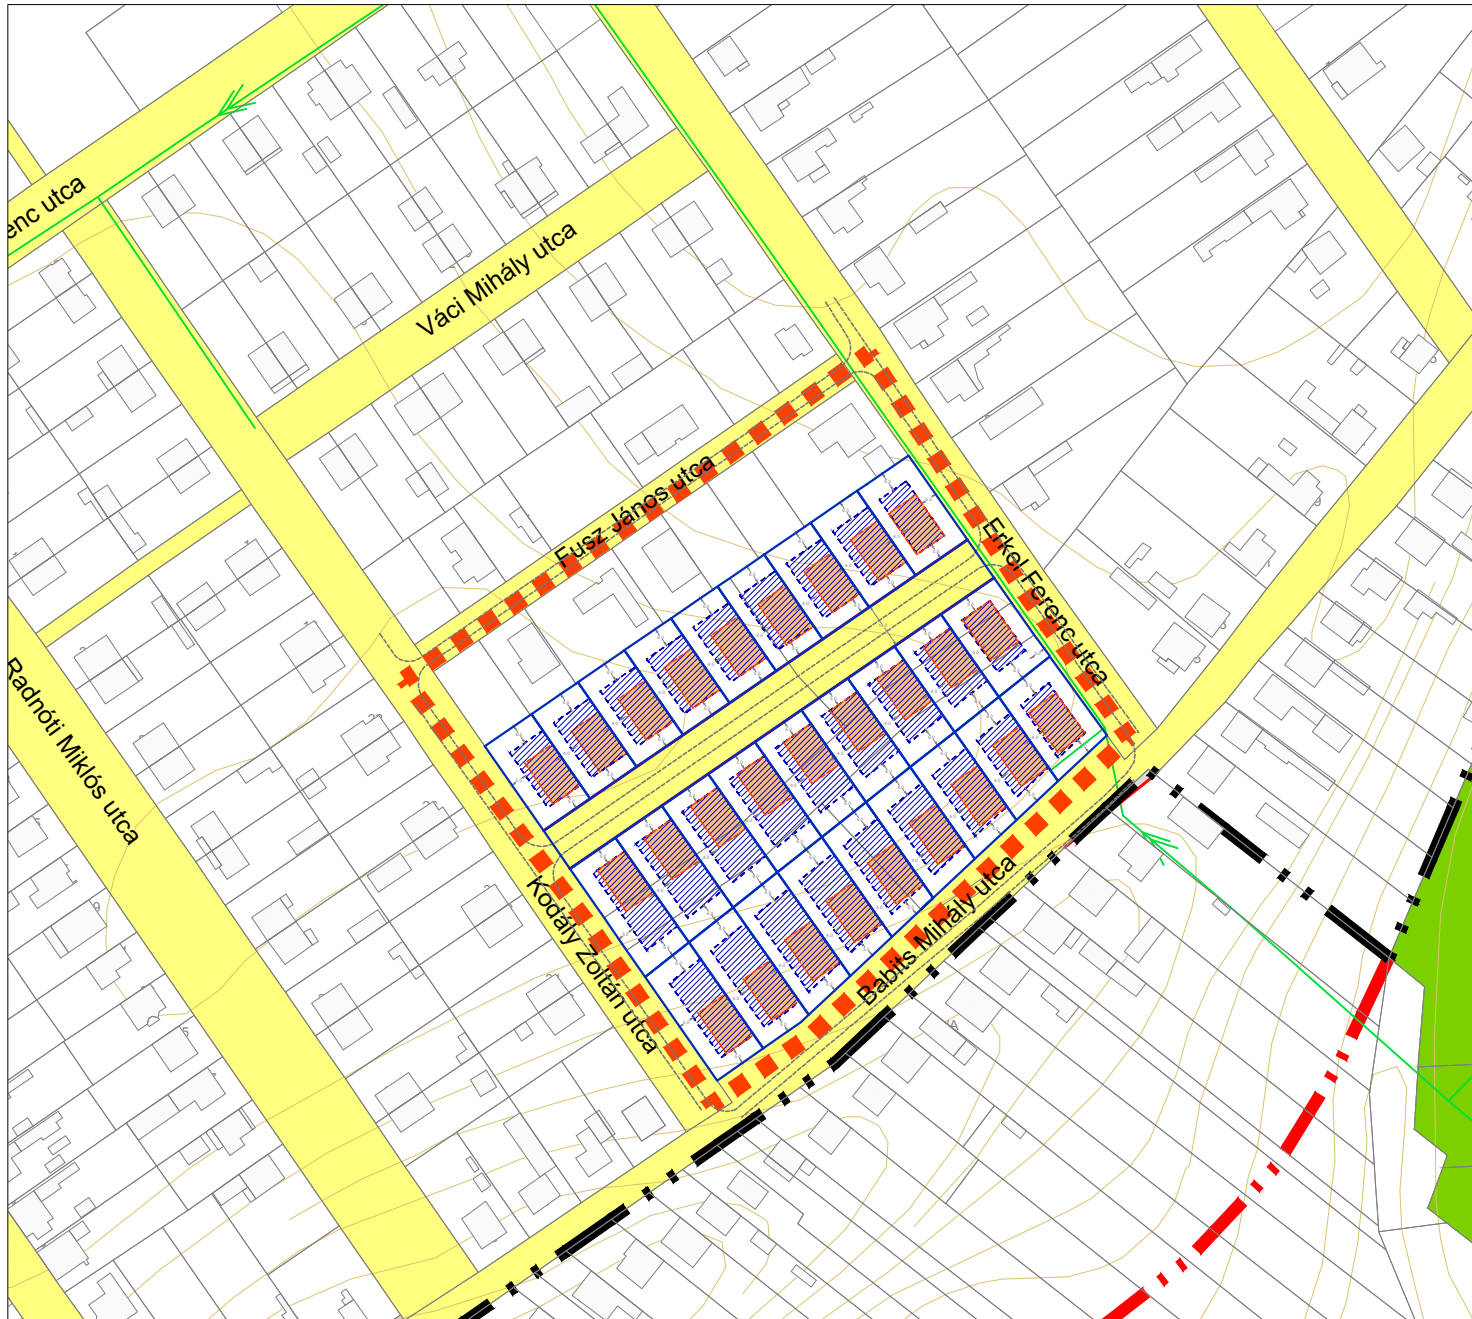 enc utca
Váci Mihály utca
Fusz János utca
Erkel Ferenc utca
Radnóti Miklós utca
Kodály Zoltán utca
Babits Mihály utca